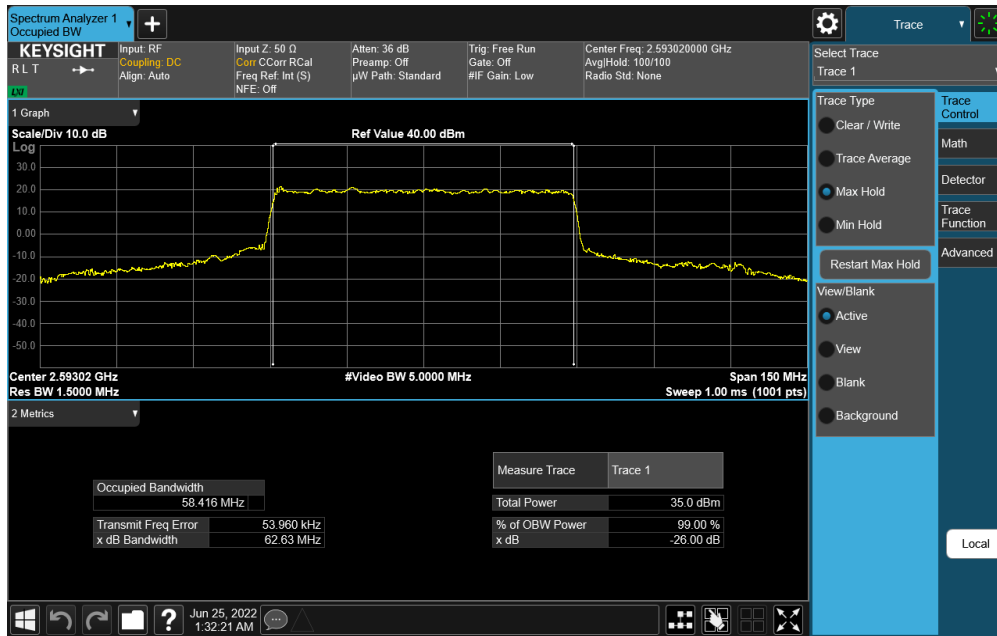 Spectrum Analyzer 1
Occupied BW
Trace
KEYSIGHT
R L T
LXI
Input: RF
Coupling: DC
Align: Auto
Input Z: 50 Ω
Corr CCorr RCal
Freq Ref: Int (S)
NFE: Off
Atten: 36 dB
Preamp: Off
µW Path: Standard
Trig: Free Run
Gate: Off
#IF Gain: Low
Center Freq: 2.593020000 GHz
Avg|Hold: 100/100
Radio Std: None
Select Trace
Trace 1
1 Graph
Scale/Div 10.0 dB
Ref Value 40.00 dBm
Log
30.0
20.0
10.0
0.00
-10.0
-20.0
-30.0
-40.0
-50.0
Center 2.59302 GHz
#Video BW 5.0000 MHz
Span 150 MHz
Res BW 1.5000 MHz
Sweep 1.00 ms (1001 pts)
Trace Type
Clear / Write
Trace Average
Max Hold
Min Hold
Restart Max Hold
View/Blank
Active
View
Blank
Background
Trace
Control
Math
Detector
Trace
Function
Advanced
Local
2 Metrics
Occupied Bandwidth
58.416 MHz
Transmit Freq Error 53.960 kHz
x dB Bandwidth 62.63 MHz
Measure Trace Trace 1
Total Power 35.0 dBm
% of OBW Power 99.00 %
x dB -26.00 dB
Jun 25, 2022
1:32:21 AM